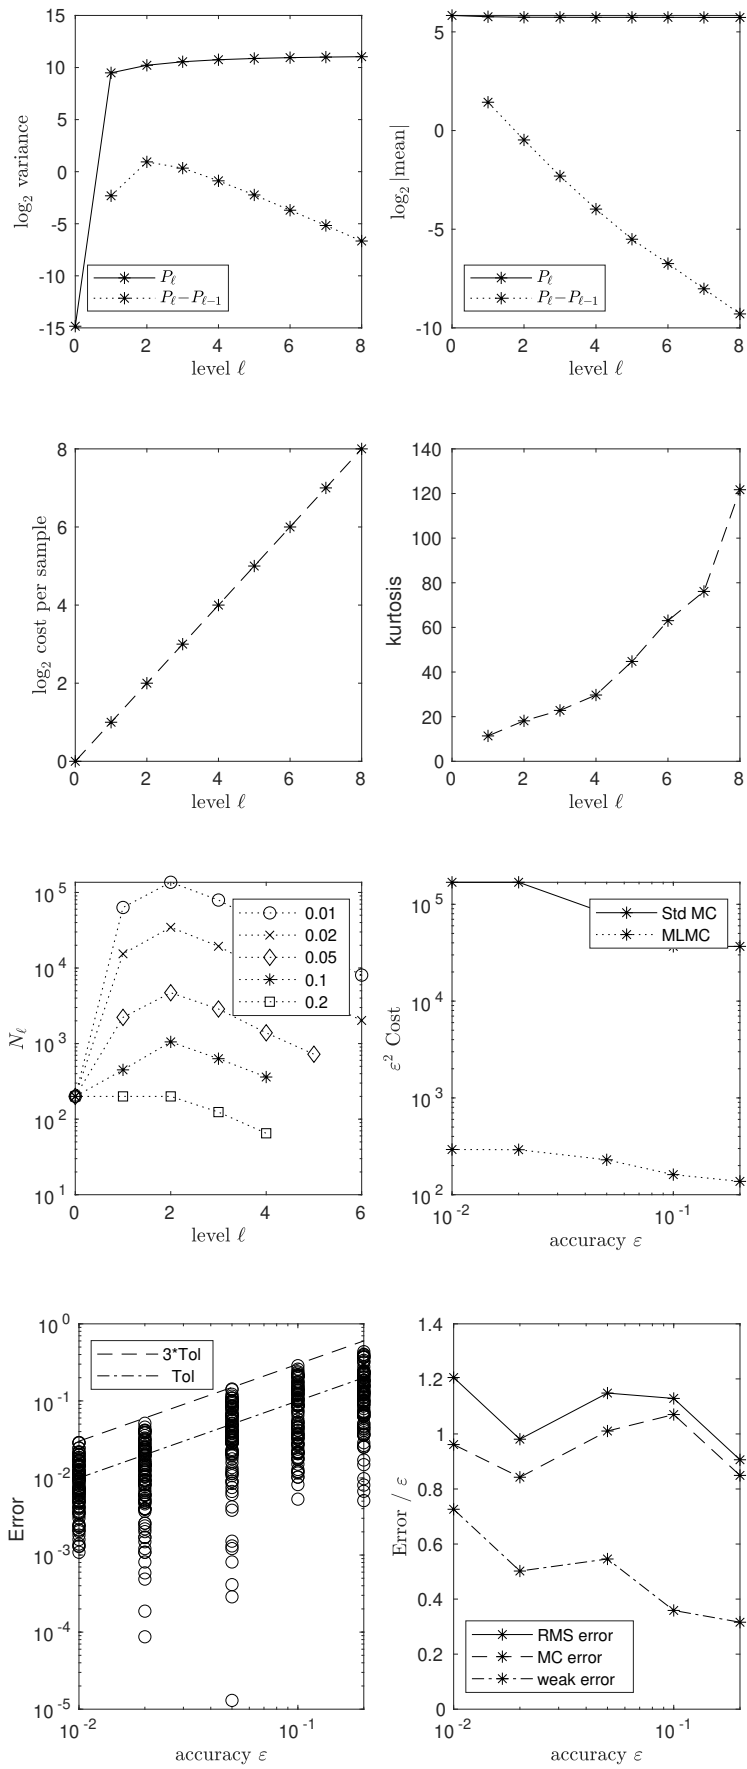 15
10
5
0
-5
-10
-15
log₂ variance
P_ℓ
P_ℓ−P_ℓ−1
0 2 4 6 8
level ℓ
5
0
-5
-10
log₂ |mean|
P_ℓ
P_ℓ−P_ℓ−1
0 2 4 6 8
level ℓ
8
6
4
2
0
log₂ cost per sample
0 2 4 6 8
level ℓ
140
120
100
80
60
40
20
0
kurtosis
0 2 4 6 8
level ℓ
10⁵
10⁴
10³
10²
10¹
N_ℓ
0.01
0.02
0.05
0.1
0.2
0 2 4 6
level ℓ
10⁵
10⁴
10³
10²
ε² Cost
Std MC
MLMC
10⁻² 10⁻¹
accuracy ε
10⁰
10⁻¹
10⁻²
10⁻³
10⁻⁴
10⁻⁵
Error
3*Tol
Tol
10⁻² 10⁻¹
accuracy ε
1.4
1.2
1
0.8
0.6
0.4
0.2
0
Error / ε
RMS error
MC error
weak error
10⁻² 10⁻¹
accuracy ε